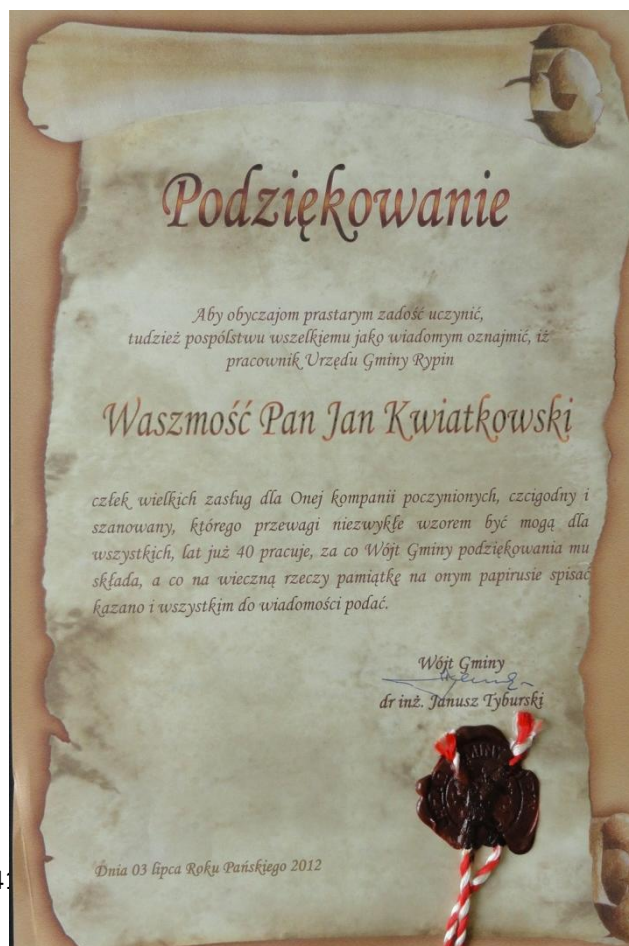 Podziękowanie
Aby obyczajom prastarym zadość uczynić,
tudzież pospólstwu wszelkiemu jako wiadomym oznajmić, iż
pracownik Urzędu Gminy Rypin
Waszmość Pan Jan Kwiatkowski
człek wielkich zasług dla Onej kompanii poczynionych, czcigodny i
szanowany, którego przewagi niezwykłe wzorem być mogą dla
wszystkich, lat już 40 pracuje, za co Wójt Gminy podziękowania mu
składa, a co na wieczną rzeczy pamiątkę na onym papirusie spisać
kazano i wszystkim do wiadomości podać.
Wójt Gminy
dr inż. Janusz Tyburski
Dnia 03 lipca Roku Pańskiego 2012